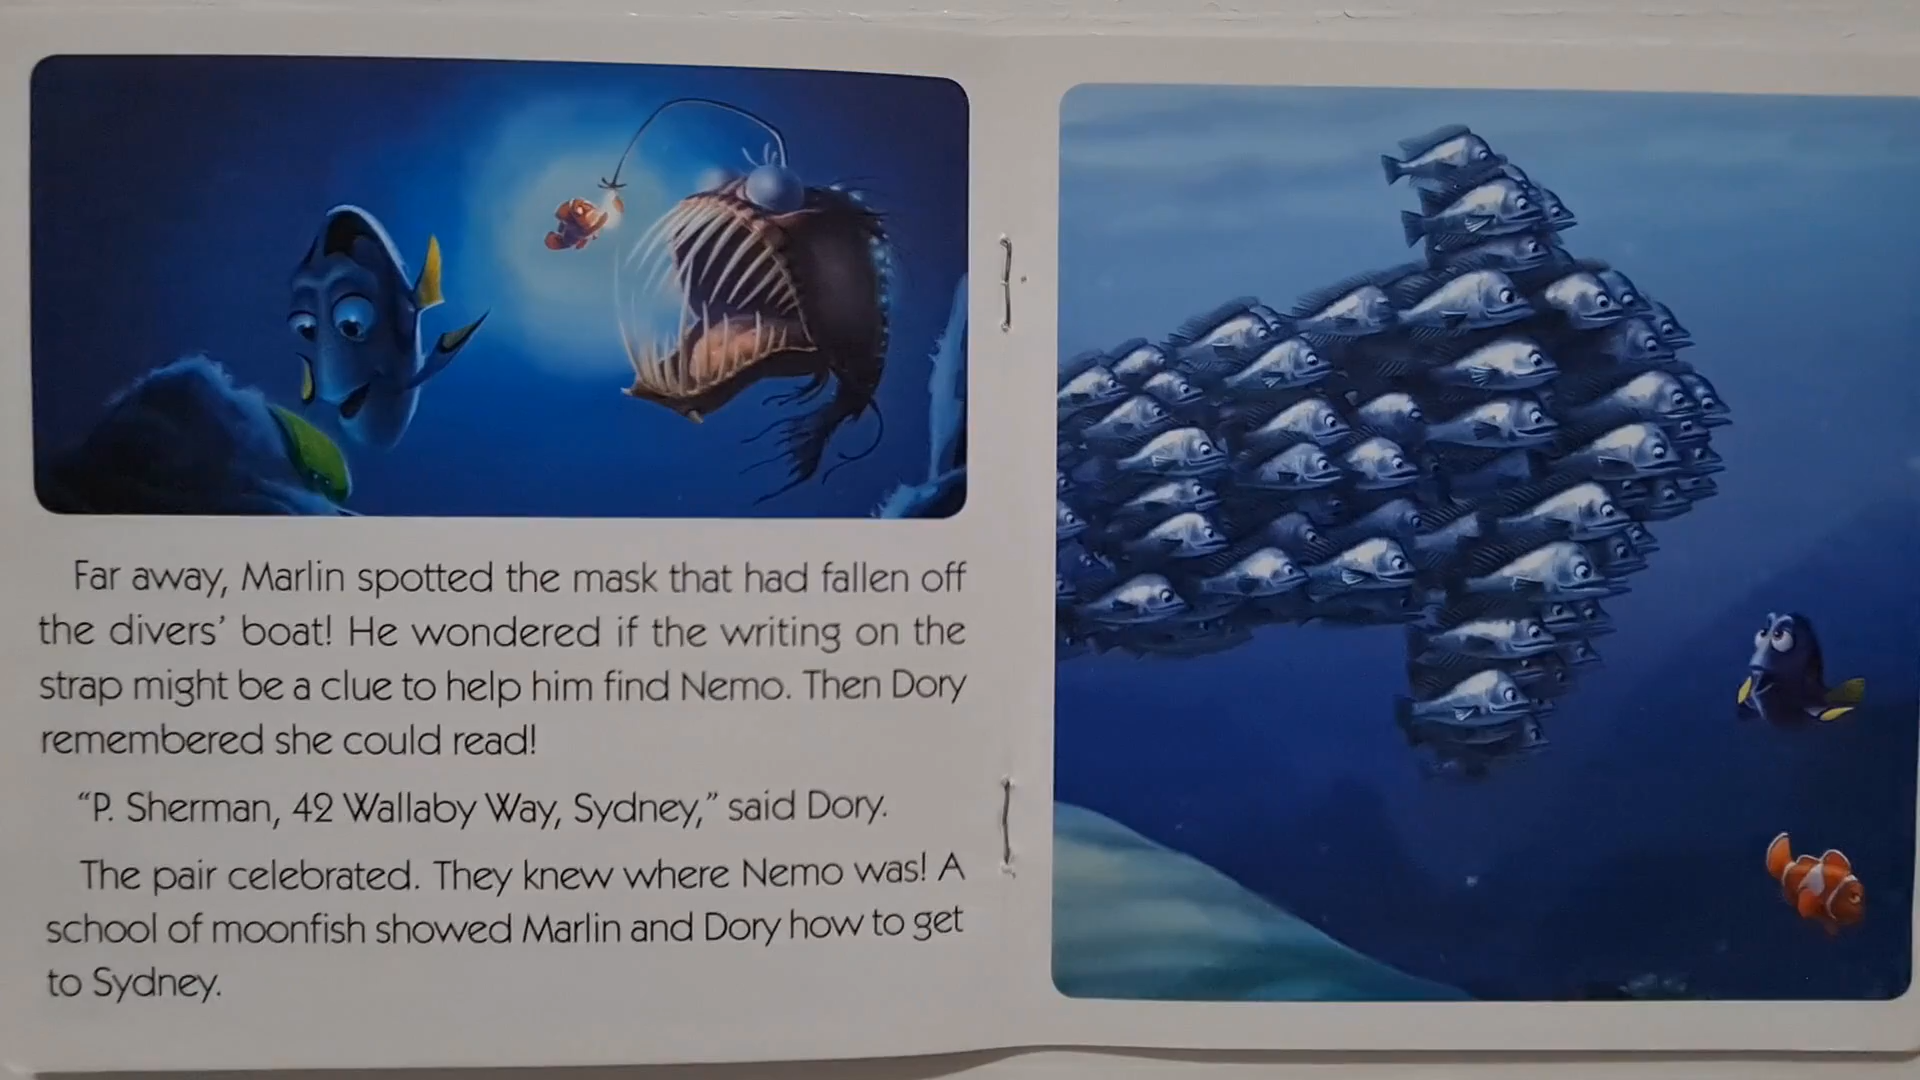 Far away, Marlin spotted the mask that had fallen off
the divers’ boat! He wondered if the writing on the
strap might be a clue to help him find Nemo. Then Dory
remembered she could read!
“P. Sherman, 42 Wallaby Way, Sydney,” said Dory.
The pair celebrated. They knew where Nemo was! A
school of moonfish showed Marlin and Dory how to get
to Sydney.